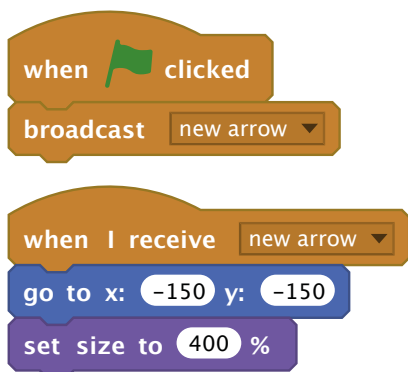 when clicked
broadcast new arrow
when I receive new arrow
go to x: -150 y: -150
set size to 400 %